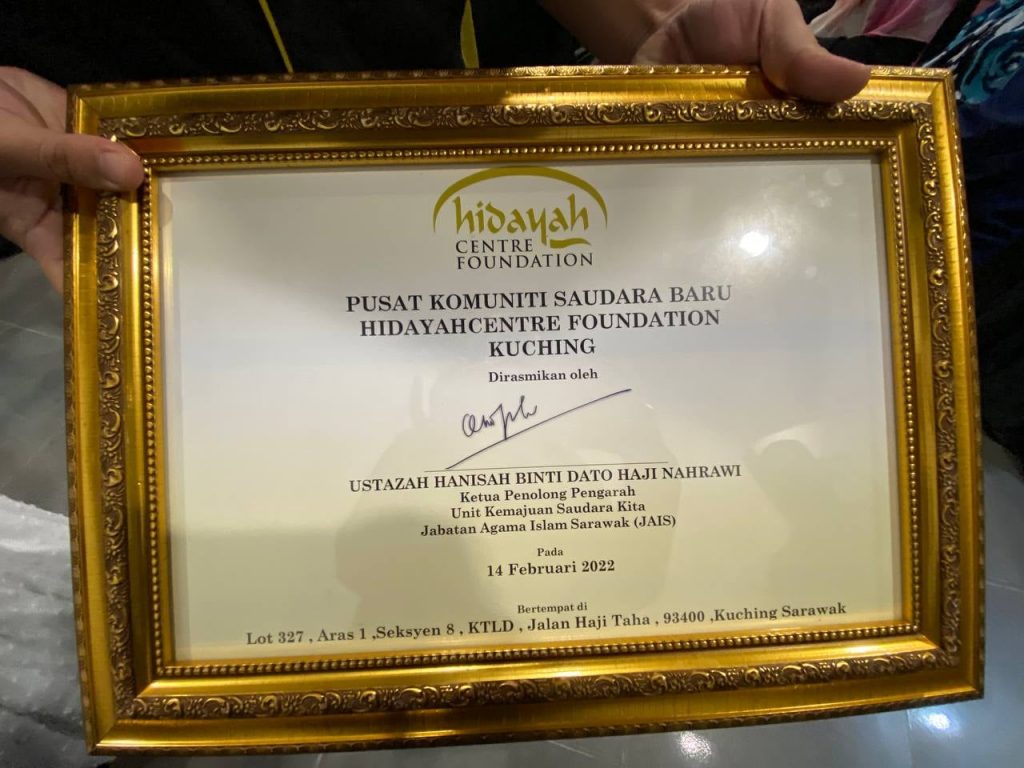 hidayah
CENTRE
FOUNDATION
PUSAT KOMUNITI SAUDARA BARU
HIDAYAHCENTRE FOUNDATION
KUCHING
Dirasmikan oleh
USTAZAH HANISAH BINTI DATO HAJI NAHRAWI
Ketua Penolong Pengarah
Unit Kemajuan Saudara Kita
Jabatan Agama Islam Sarawak (JAIS)
Pada
14 Februari 2022
Bertempat di
Lot 327 , Aras 1 ,Seksyen 8 , KTLD , Jalan Haji Taha , 93400 ,Kuching Sarawak